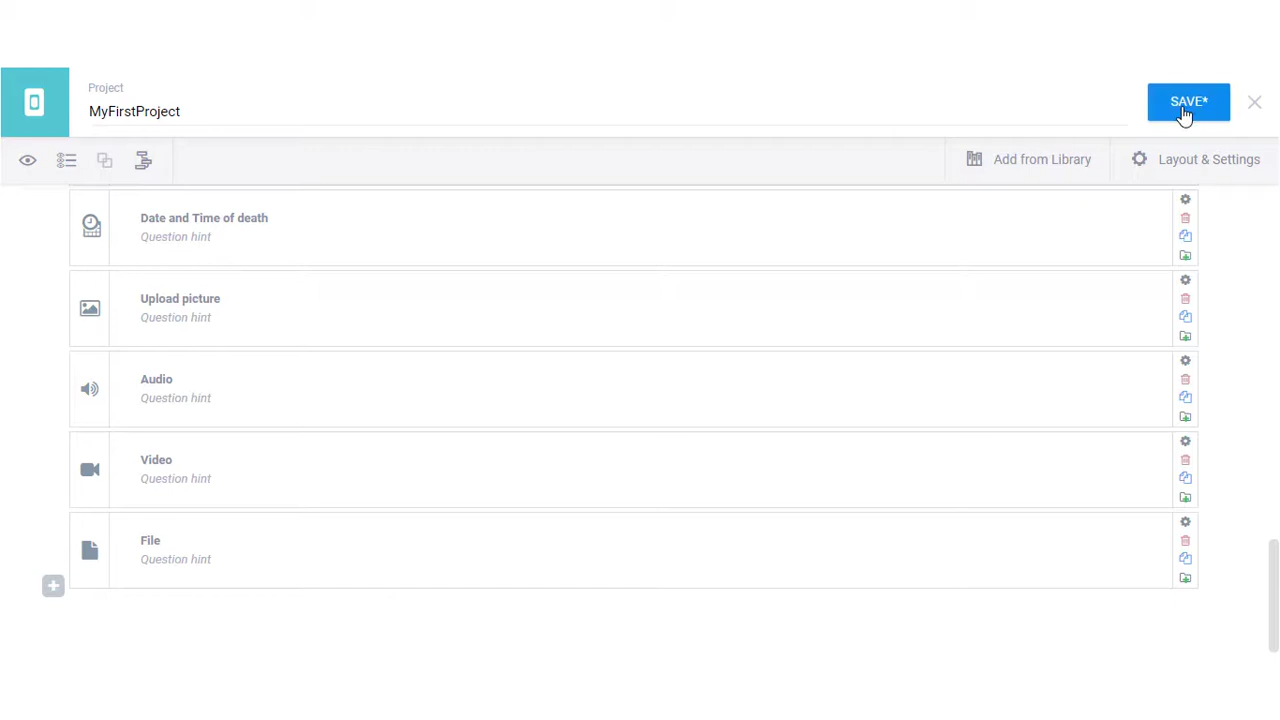 Project
MyFirstProject
SAVE*
Add from Library
Layout & Settings
Date and Time of death
Question hint
Upload picture
Question hint
Audio
Question hint
Video
Question hint
File
Question hint